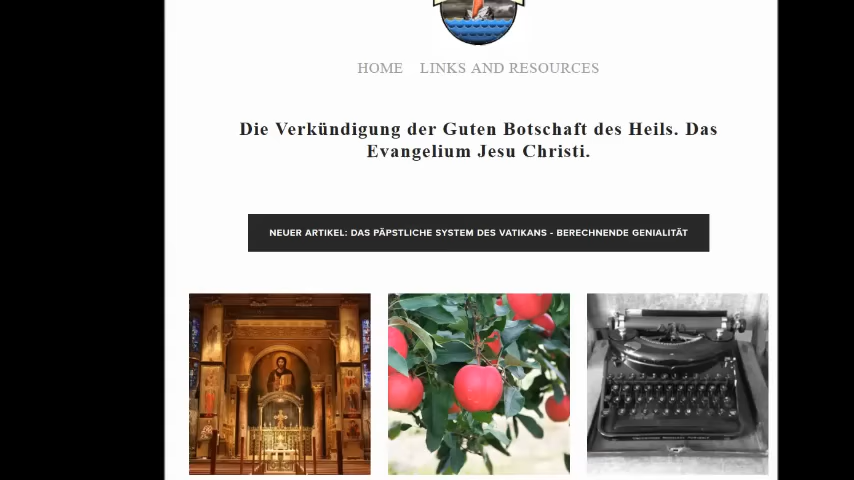 HOME LINKS AND RESOURCES
Die Verkündigung der Guten Botschaft des Heils. Das
Evangelium Jesu Christi.
NEUER ARTIKEL: DAS PÄPSTLICHE SYSTEM DES VATIKANS - BERECHNENDE GENIALITÄT